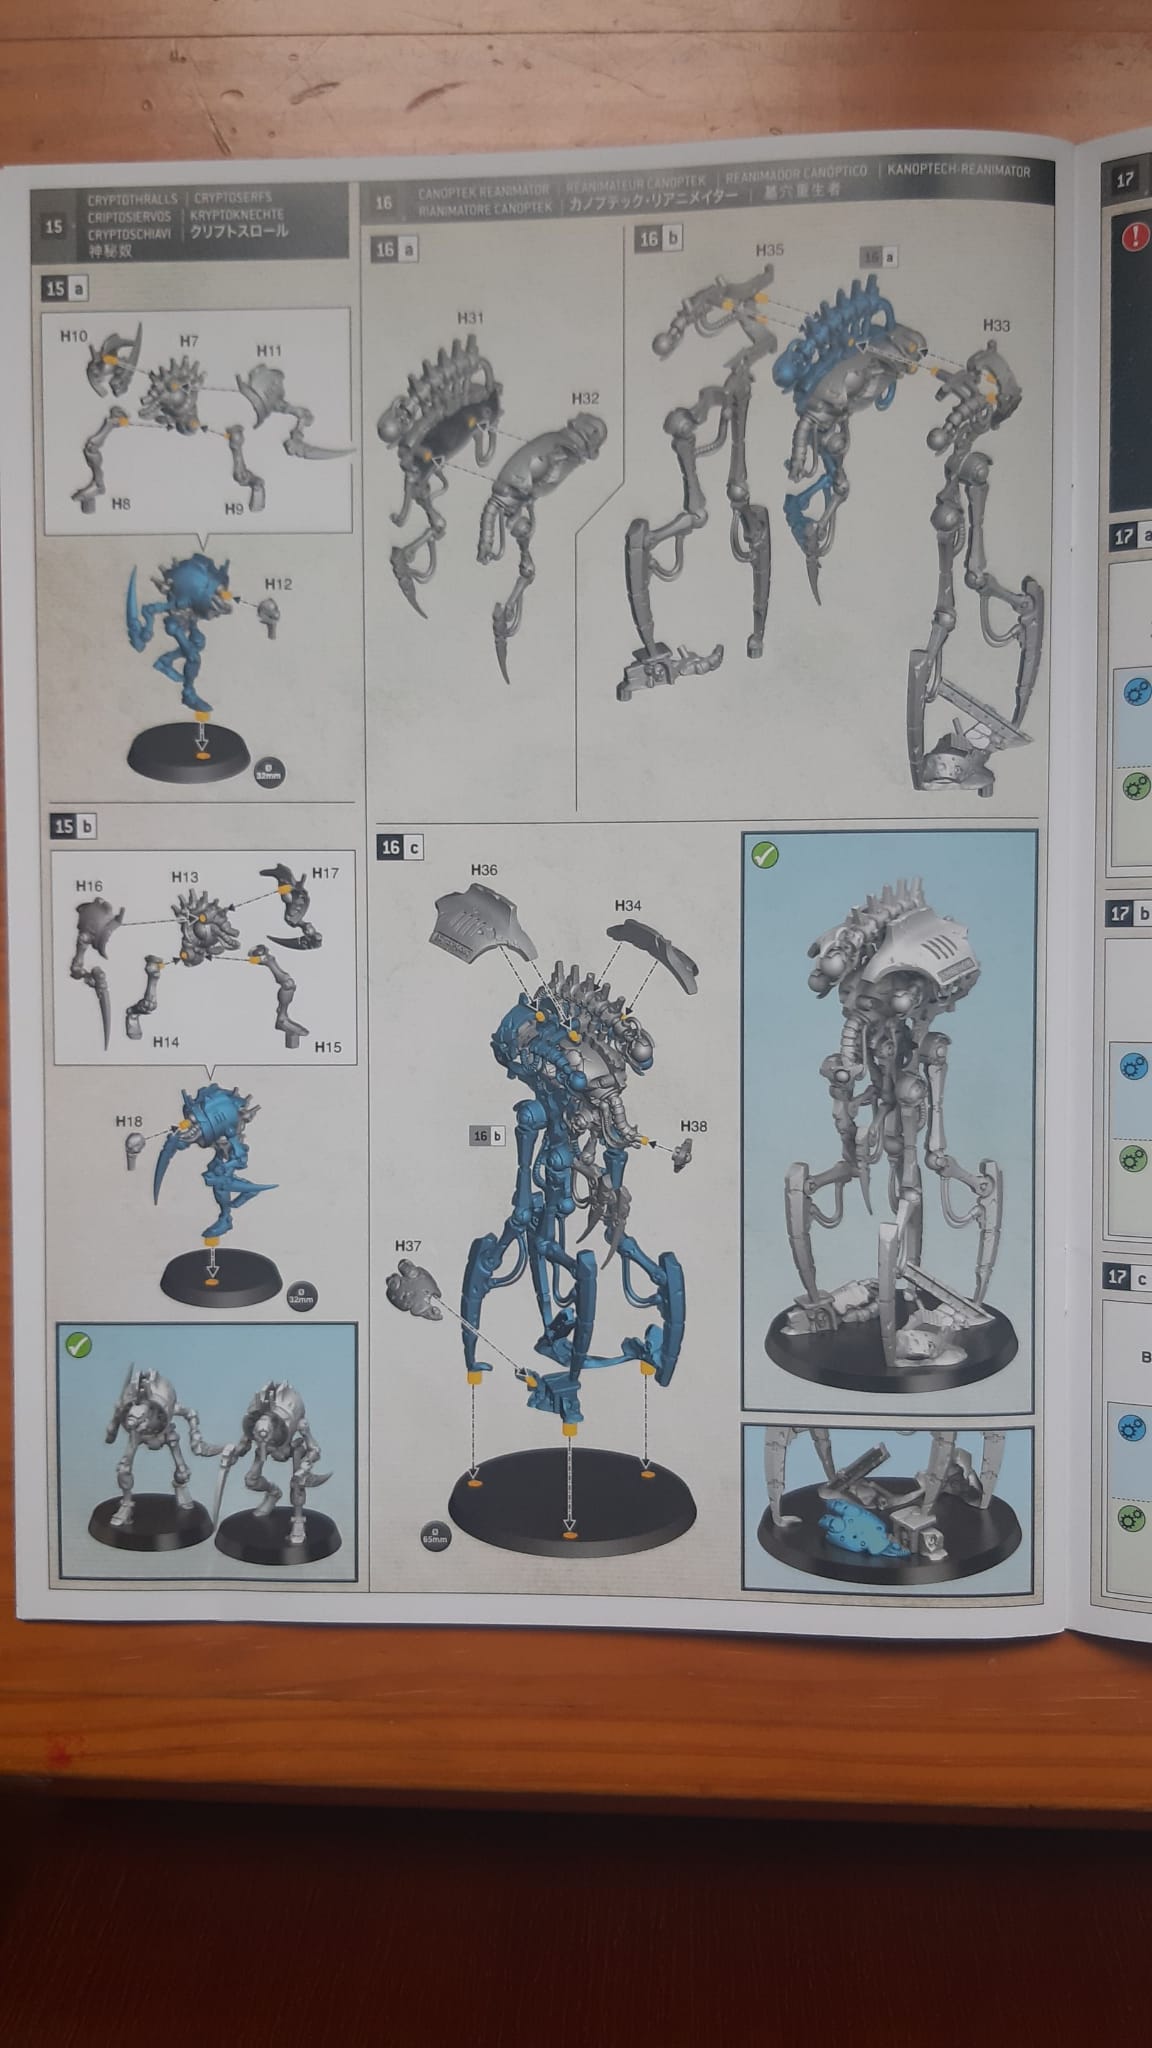 15
CRYPTOTHRALLS | CRYPTOSERFS
CRIPTOSIERVOS | KRYPTOKNECHTE
CRYPTOSCHIAVI | クリプトスロール
神秘奴
15 a
H10
H7
H11
H8
H9
H12
Ø
32mm
15 b
H16
H13
H17
H14
H15
H18
Ø
32mm
16
CANOPTEK REANIMATOR | RÉANIMATEUR CANOPTEK | REANIMADOR CANÓPTICO | KANOPTECH-REANIMATOR
RIANIMATORE CANOPTEK | カノプテック・リアニメイター | 墓穴重生者
16 a
H31
H32
16 b
H35
16 a
H33
16 c
H36
H34
16 b
H38
H37
Ø
65mm
17
!
17 a
17 b
17 c
B